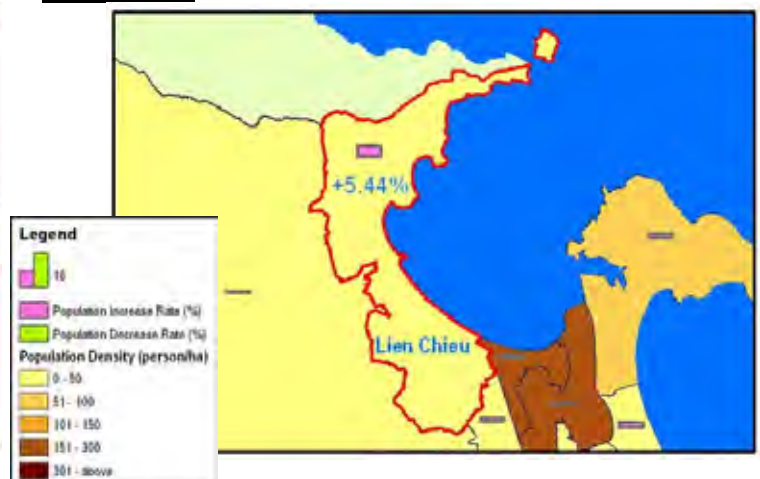 +5.44%
Lien Chieu
Legend
10
Population Increase Rate (%)
Population Decrease Rate (%)
Population Density (person/ha)
0 - 50
51 - 100
101 - 150
151 - 300
301 - above